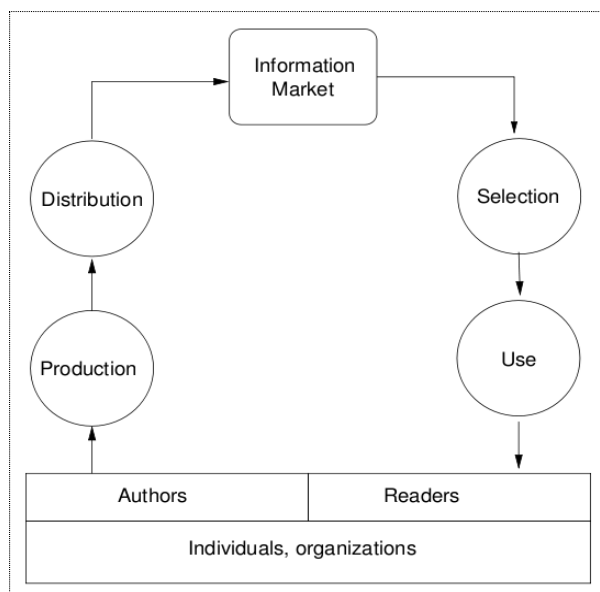 Information
Market
Distribution
Selection
Production
Use
Authors
Readers
Individuals, organizations